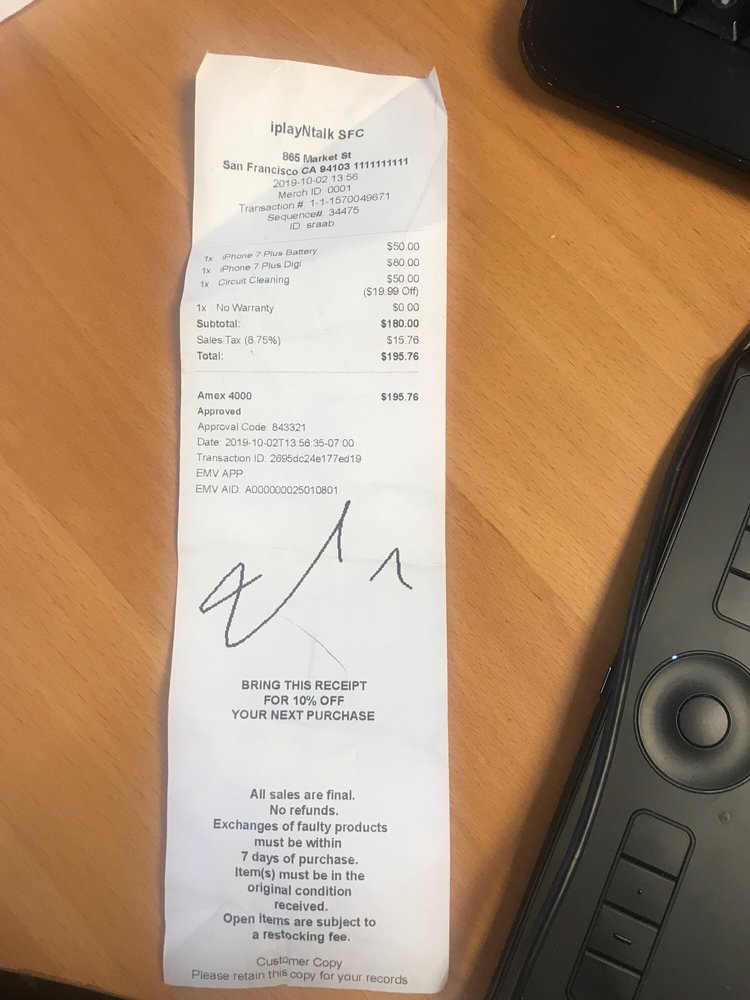 iplayNtalk SFC
865 Market St
San Francisco CA 94103 1111111111
2019-10-02 13:56
Merch ID: 0001
Transaction #: 1-1-1570049671
Sequence#: 34475
ID: sraab
1x iPhone 7 Plus Battery $50.00
1x iPhone 7 Plus Digi $80.00
1x Circuit Cleaning $50.00
($19.99 Off)
1x No Warranty $0.00
Subtotal: $180.00
Sales Tax (8.75%) $15.76
Total: $195.76
Amex 4000 $195.76
Approved
Approval Code: 843321
Date: 2019-10-02T13:56:35-07:00
Transaction ID: 2695dc24e177ed19
EMV APP:
EMV AID: A000000025010801
BRING THIS RECEIPT
FOR 10% OFF
YOUR NEXT PURCHASE
All sales are final.
No refunds.
Exchanges of faulty products
must be within
7 days of purchase.
Item(s) must be in the
original condition
received.
Open Items are subject to
a restocking fee.
Customer Copy
Please retain this copy for your records